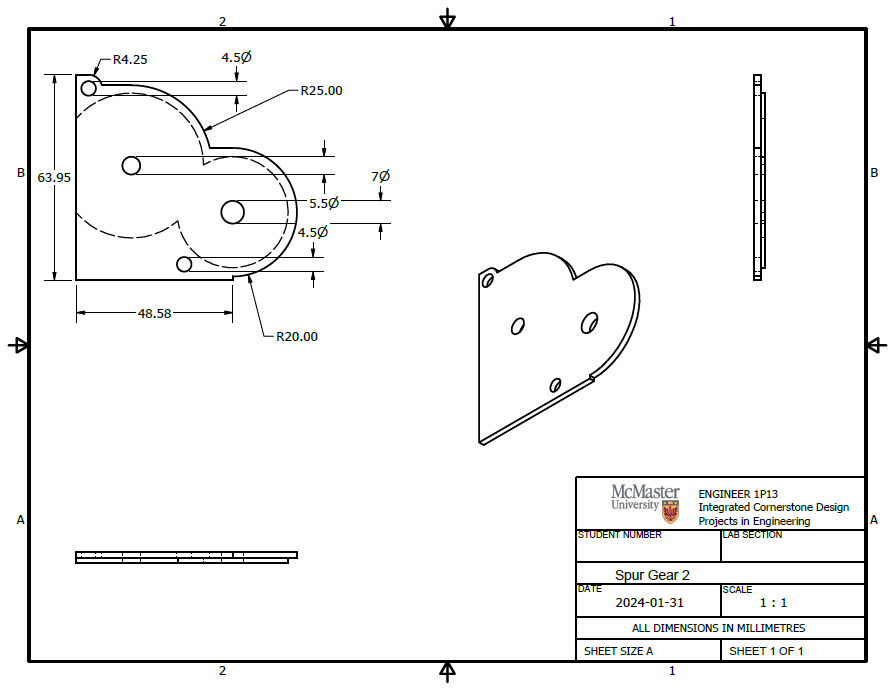 2 1
R4.25
4.5Ø
R25.00
B
63.95
7Ø
B
5.5Ø
4.5Ø
48.58
R20.00
A
A
McMaster
University
ENGINEER 1P13
Integrated Cornerstone Design
Projects in Engineering
STUDENT NUMBER
LAB SECTION
Spur Gear 2
DATE
2024-01-31
SCALE
1 : 1
ALL DIMENSIONS IN MILLIMETRES
SHEET SIZE A
SHEET 1 OF 1
2 1